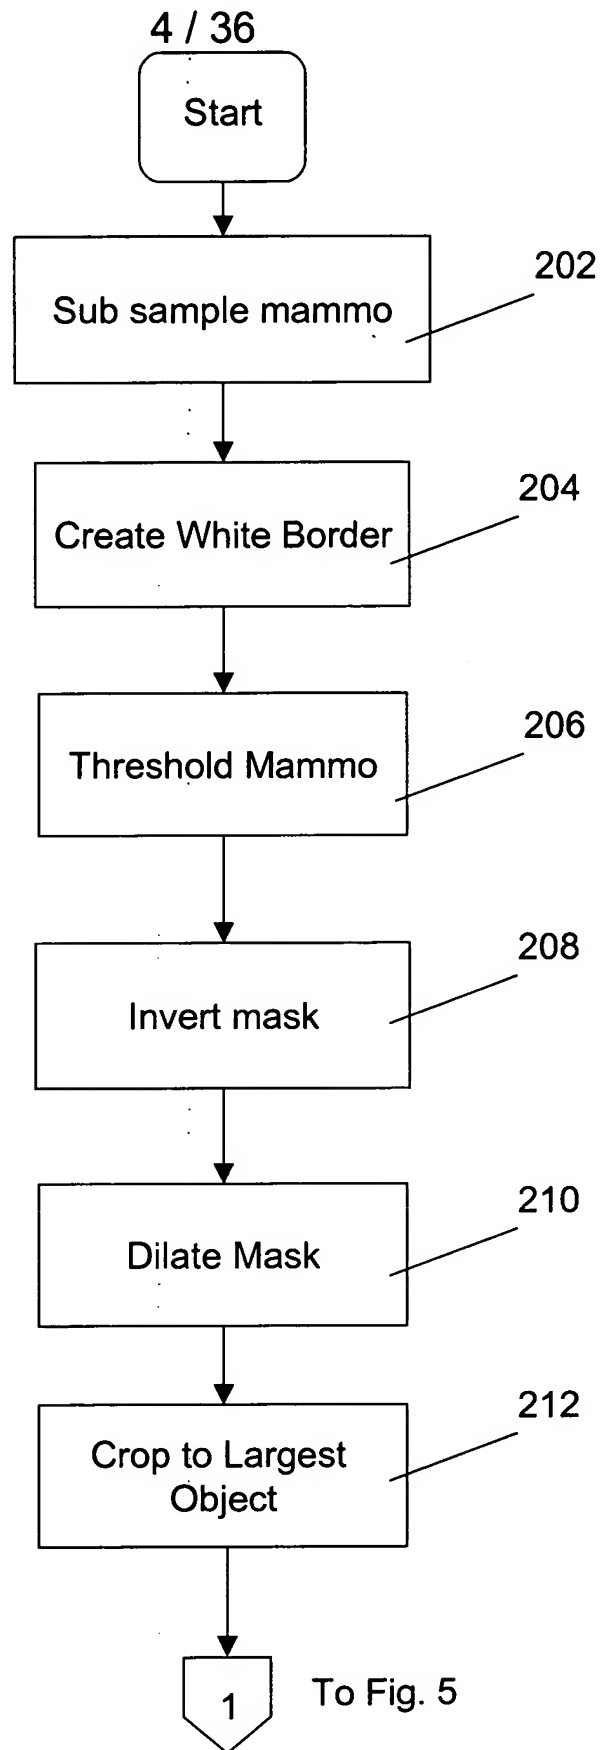 4 / 36
Start
Sub sample mammo
202
Create White Border
204
Threshold Mammo
206
Invert mask
208
Dilate Mask
210
Crop to Largest
Object
212
1
To Fig. 5